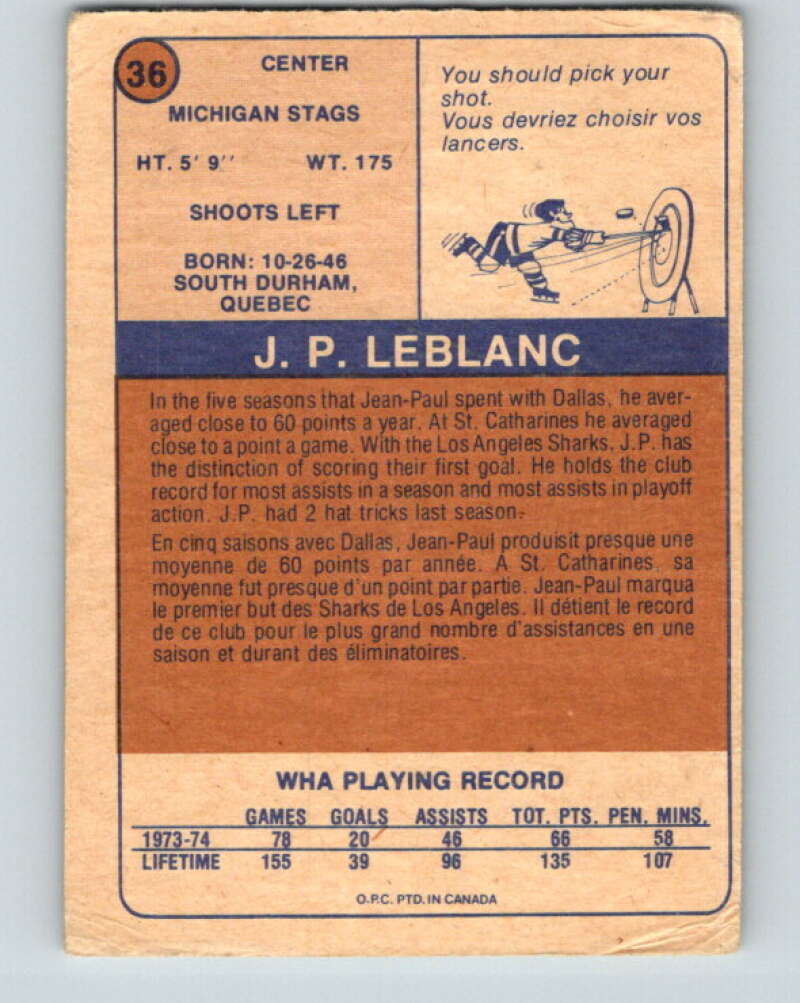 36
CENTER
MICHIGAN STAGS
HT. 5' 9'' WT. 175
SHOOTS LEFT
BORN: 10-26-46
SOUTH DURHAM,
QUEBEC
You should pick your
shot.
Vous devriez choisir vos
lancers.
J. P. LEBLANC
In the five seasons that Jean-Paul spent with Dallas, he aver-
aged close to 60 points a year. At St. Catharines he averaged
close to a point a game. With the Los Angeles Sharks, J.P. has
the distinction of scoring their first goal. He holds the club
record for most assists in a season and most assists in playoff
action. J.P. had 2 hat tricks last season.
En cinq saisons avec Dallas, Jean-Paul produisit presque une
moyenne de 60 points par année. A St. Catharines, sa
moyenne fut presque d'un point par partie. Jean-Paul marqua
le premier but des Sharks de Los Angeles. Il détient le record
de ce club pour le plus grand nombre d'assistances en une
saison et durant des éliminatoires.
WHA PLAYING RECORD
GAMES GOALS ASSISTS TOT. PTS. PEN. MINS.
1973-74 78 20 46 66 58
LIFETIME 155 39 96 135 107
O.P.C. PTD. IN CANADA